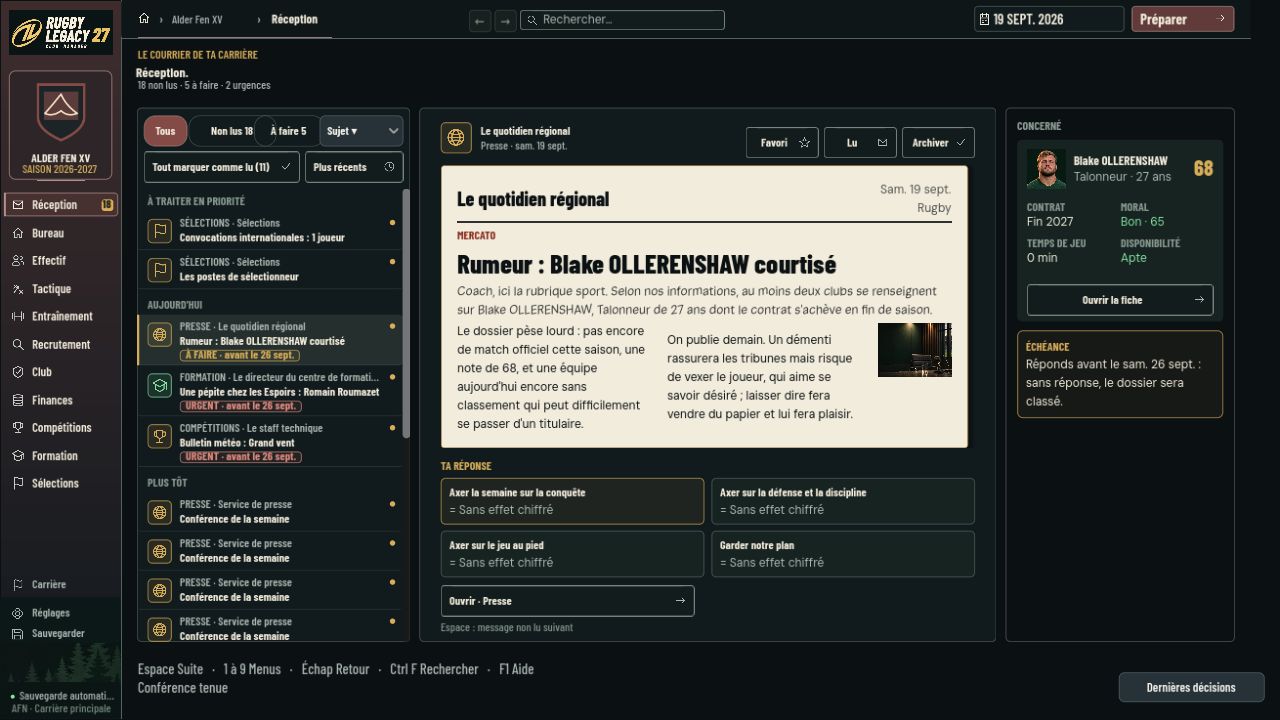 RUGBY
LEGACY 27
CLUB MANAGER
ALDER FEN XV
SAISON 2026-2027
Réception 18
Bureau
Effectif
Tactique
Entraînement
Recrutement
Club
Finances
Compétitions
Formation
Sélections
Carrière
Réglages
Sauvegarder
Sauvegarde automati...
AFN · Carrière principale
› Alder Fen XV › Réception
← → Rechercher...
19 SEPT. 2026
Préparer →
LE COURRIER DE TA CARRIÈRE
Réception.
18 non lus · 5 à faire · 2 urgences
Tous Non lus 18 À faire 5 Sujet ▾
Tout marquer comme lu (11) Plus récents
À TRAITER EN PRIORITÉ
SÉLECTIONS · Sélections
Convocations internationales : 1 joueur
SÉLECTIONS · Sélections
Les postes de sélectionneur
AUJOURD'HUI
PRESSE · Le quotidien régional
Rumeur : Blake OLLERENSHAW courtisé
À FAIRE · avant le 26 sept.
FORMATION · Le directeur du centre de formati...
Une pépite chez les Espoirs : Romain Roumazet
URGENT · avant le 26 sept.
COMPÉTITIONS · Le staff technique
Bulletin météo : Grand vent
URGENT · avant le 26 sept.
PLUS TÔT
PRESSE · Service de presse
Conférence de la semaine
PRESSE · Service de presse
Conférence de la semaine
PRESSE · Service de presse
Conférence de la semaine
PRESSE · Service de presse
Conférence de la semaine
Le quotidien régional
Presse · sam. 19 sept.
Favori Lu Archiver
Le quotidien régional
Sam. 19 sept.
Rugby
MERCATO
Rumeur : Blake OLLERENSHAW courtisé
Coach, ici la rubrique sport. Selon nos informations, au moins deux clubs se renseignent
sur Blake OLLERENSHAW, Talonneur de 27 ans dont le contrat s'achève en fin de saison.
Le dossier pèse lourd : pas encore
de match officiel cette saison, une
note de 68, et une équipe
aujourd'hui encore sans
classement qui peut difficilement
se passer d'un titulaire.
On publie demain. Un démenti
rassurera les tribunes mais risque
de vexer le joueur, qui aime se
savoir désiré ; laisser dire fera
vendre du papier et lui fera plaisir.
TA RÉPONSE
Axer la semaine sur la conquête
= Sans effet chiffré
Axer sur la défense et la discipline
= Sans effet chiffré
Axer sur le jeu au pied
= Sans effet chiffré
Garder notre plan
= Sans effet chiffré
Ouvrir · Presse →
Espace : message non lu suivant
CONCERNÉ
Blake OLLERENSHAW
Talonneur · 27 ans
68
CONTRAT MORAL
Fin 2027 Bon · 65
TEMPS DE JEU DISPONIBILITÉ
0 min Apte
Ouvrir la fiche →
ÉCHÉANCE
Réponds avant le sam. 26 sept. :
sans réponse, le dossier sera
classé.
Espace Suite · 1 à 9 Menus · Échap Retour · Ctrl F Rechercher · F1 Aide
Conférence tenue
Dernières décisions